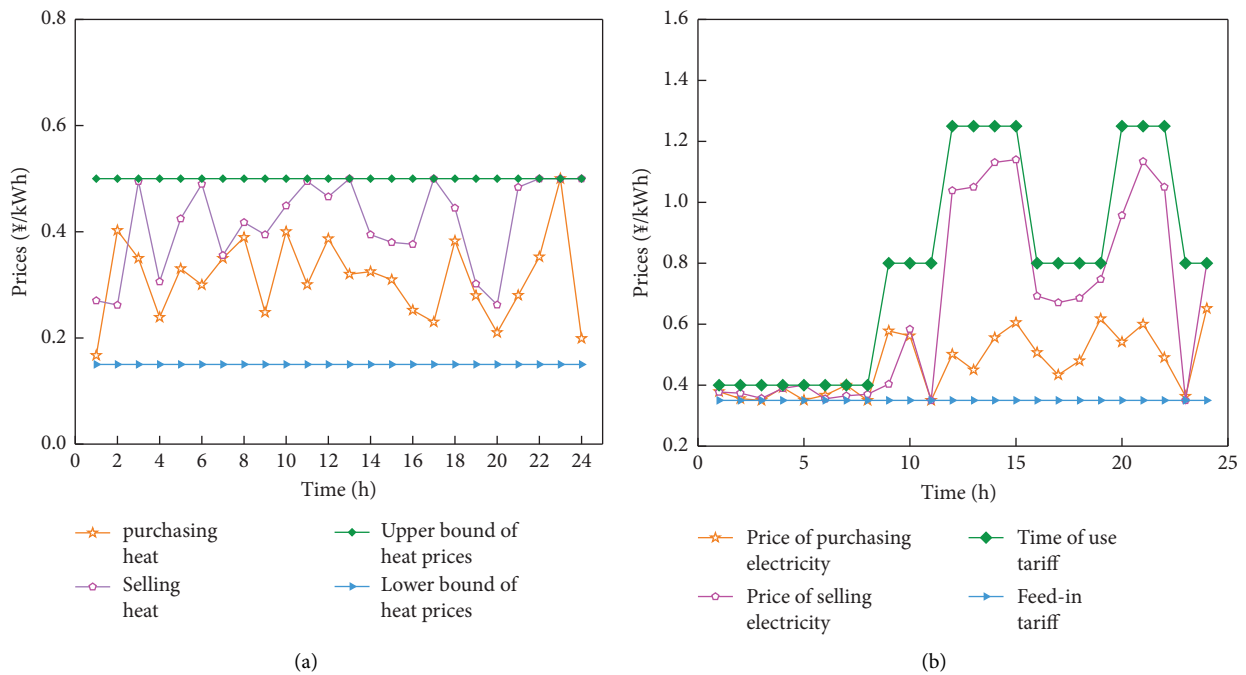 0.8
0.6
0.4
0.2
0.0
Prices (¥/kWh)
0 2 4 6 8 10 12 14 16 18 20 22 24
Time (h)
purchasing
heat
Selling
heat
Upper bound of
heat prices
Lower bound of
heat prices
(a)
1.6
1.4
1.2
1.0
0.8
0.6
0.4
0.2
Prices (¥/kWh)
0 5 10 15 20 25
Time (h)
Price of purchasing
electricity
Price of selling
electricity
Time of use
tariff
Feed-in
tariff
(b)